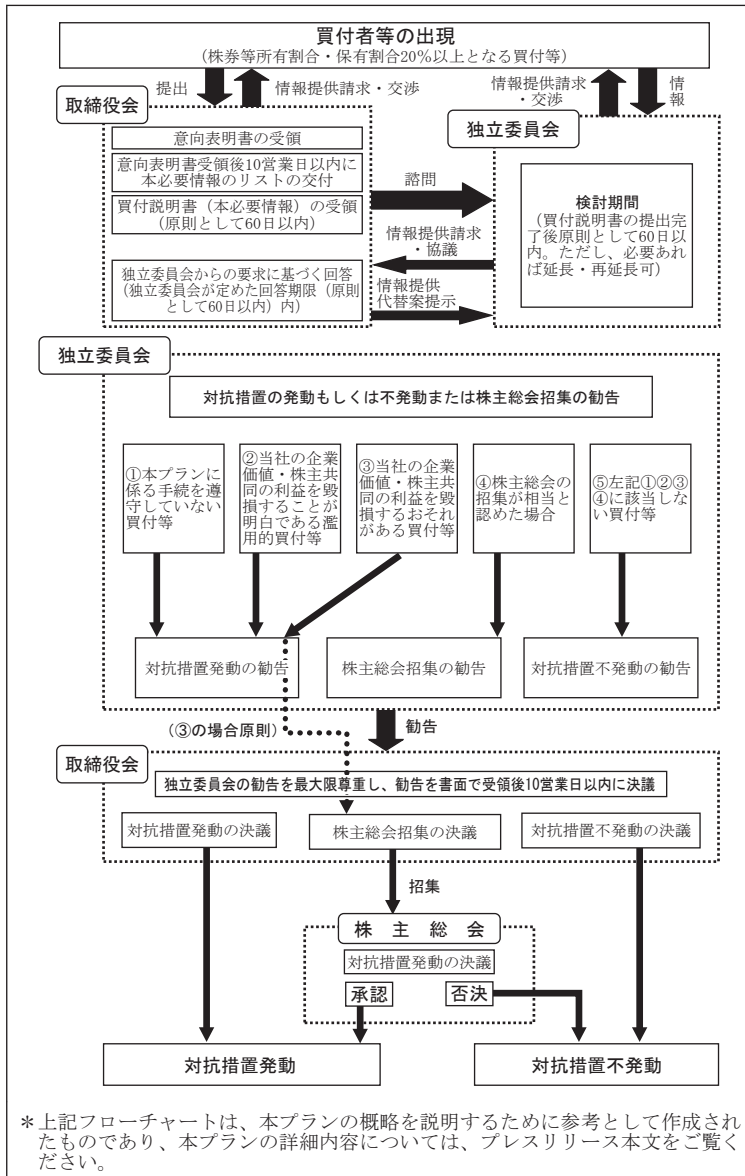 買付者等の出現
(株券等所有割合・保有割合20%以上となる買付等)
提出
情報提供請求・交渉
情報提供請求
・交渉
情報
取締役会
意向表明書の受領
意向表明書受領後10営業日以内に
本必要情報のリストの交付
買付説明書(本必要情報)の受領
(原則として60日以内)
独立委員会からの要求に基づく回答
(独立委員会が定めた回答期限(原則
として60日以内)内)
諮問
情報提供請求
・協議
情報提供
代替案提示
独立委員会
検討期間
(買付説明書の提出完
了後原則として60日以
内。ただし、必要あれ
ば延長・再延長可)
独立委員会
対抗措置の発動もしくは不発動または株主総会招集の勧告
①本プランに
係る手続を遵
守していない
買付等
②当社の企業
価値・株主共
同の利益を毀
損することが
明白である濫
用的買付等
③当社の企業
価値・株主共
同の利益を毀
損するおそれ
がある買付等
④株主総会の
招集が相当と
認めた場合
⑤左記①②③
④に該当しな
い買付等
対抗措置発動の勧告
株主総会招集の勧告
対抗措置不発動の勧告
(③の場合原則)
勧告
取締役会
独立委員会の勧告を最大限尊重し、勧告を書面で受領後10営業日以内に決議
対抗措置発動の決議
株主総会招集の決議
対抗措置不発動の決議
招集
株主総会
対抗措置発動の決議
承認
否決
対抗措置発動
対抗措置不発動
*上記フローチャートは、本プランの概略を説明するために参考として作成され
たものであり、本プランの詳細内容については、プレスリリース本文をご覧く
ださい。